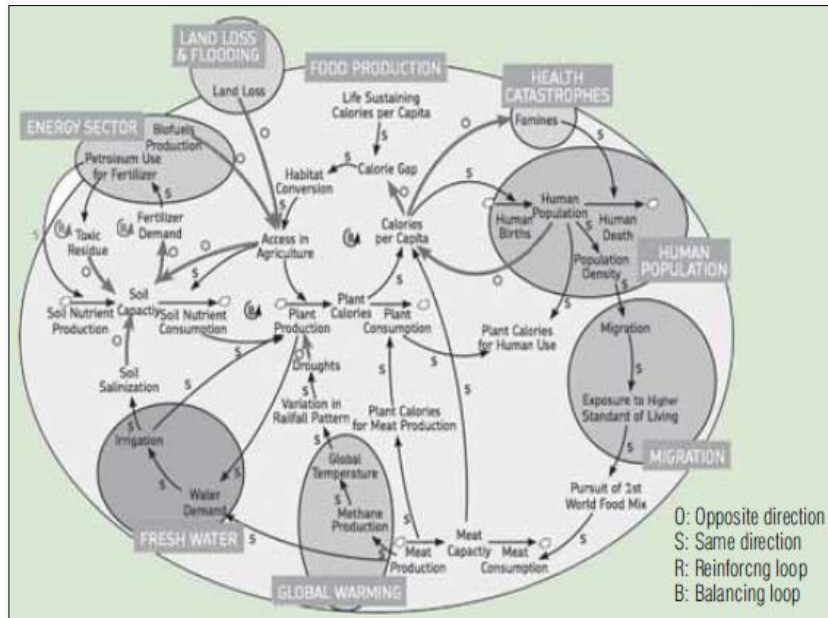 LAND LOSS
& FLOODING
Land Loss
FOOD PRODUCTION
Life Sustaining
Calories per Capita
HEALTH
CATASTROPHES
Famines
ENERGY SECTOR
Biofuels
Production
Petroleum Use
for Fertilizer
Habitat
Conversion
Calorie Gap
Toxic
Residue
Fertilizer
Demand
Access in
Agriculture
Calories
per Capita
Human
Births
Human
Population
Human
Death
Population
Density
HUMAN
POPULATION
Soil Nutrient
Production
Soil
Capactiy
Soil Nutrient
Consumption
Plant
Production
Plant
Calories
Plant
Consumption
Plant Calories
for Human Use
Migration
Droughts
Soil
Salinization
Variation in
Railfall Pattern
Plant Calories
for Meat Production
Exposure to Higher
Standard of Living
MIGRATION
Irrigation
Global
Temperature
Water
Demand
Methane
Production
FRESH WATER
Meat
Production
Meat
Capactiy
Meat
Consumption
Pursuit of 1st
World Food Mix
GLOBAL WARMING
O: Opposite direction
S: Same direction
R: Reinforcng loop
B: Balancing loop